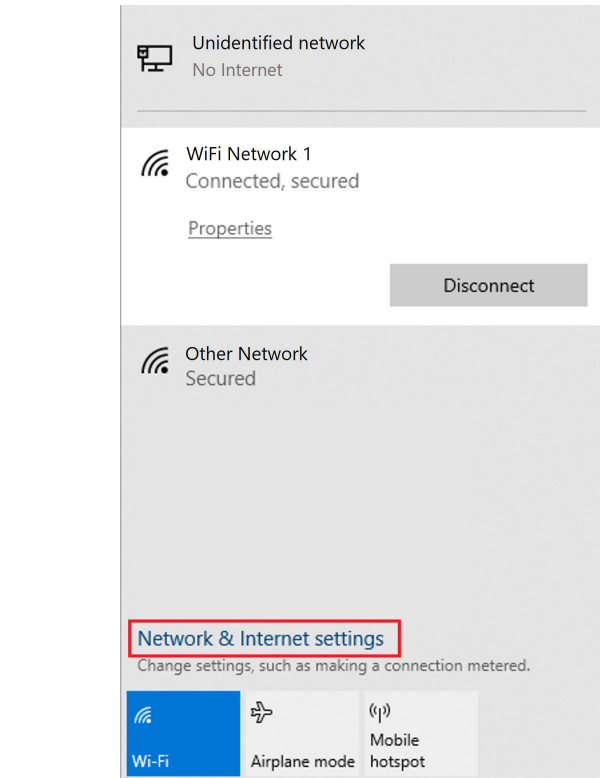 Unidentified network
No Internet
WiFi Network 1
Connected, secured
Properties
Disconnect
Other Network
Secured
Network & Internet settings
Change settings, such as making a connection metered.
Wi-Fi
Airplane mode
Mobile
hotspot